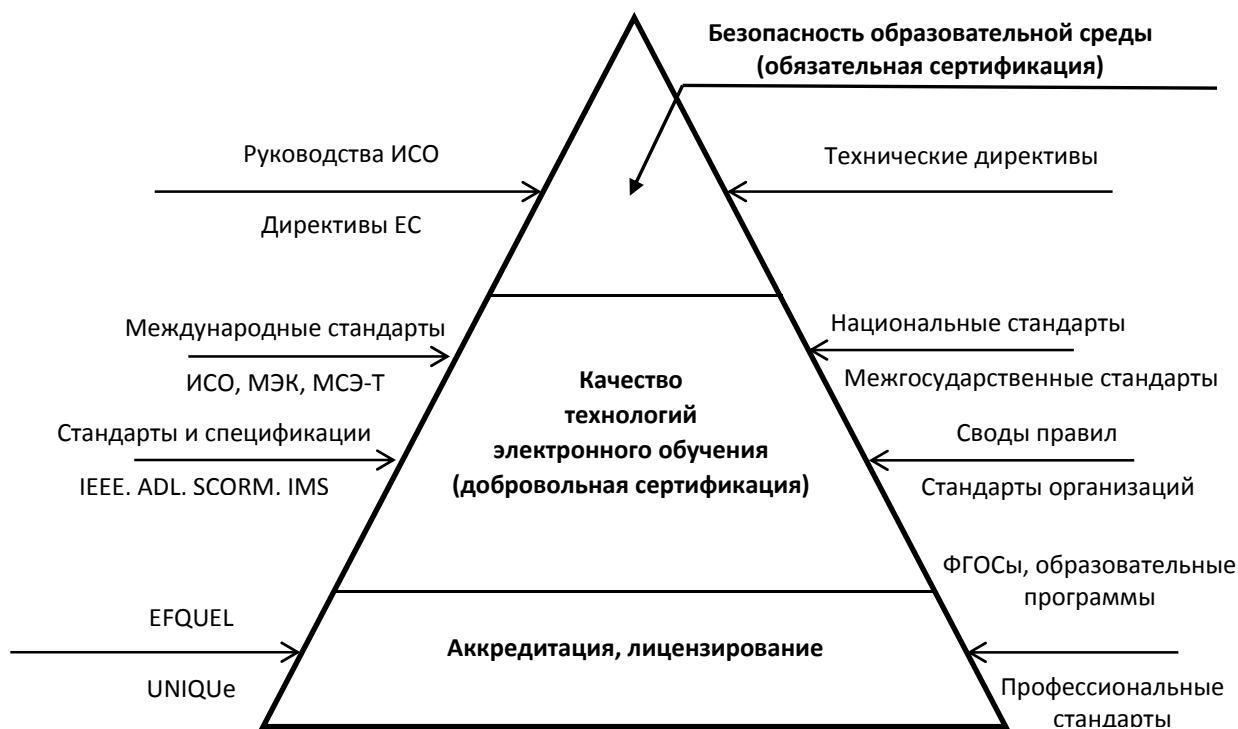 Безопасность образовательной среды
(обязательная сертификация)
Руководства ИСО
Директивы ЕС
Технические директивы
Международные стандарты
ИСО, МЭК, МСЭ-Т
Национальные стандарты
Межгосударственные стандарты
Качество
технологий
электронного обучения
(добровольная сертификация)
Стандарты и спецификации
IEEE. ADL. SCORM. IMS
Своды правил
Стандарты организаций
EFQUEL
UNIQUe
Аккредитация, лицензирование
ФГОСы, образовательные
программы
Профессиональные
стандарты